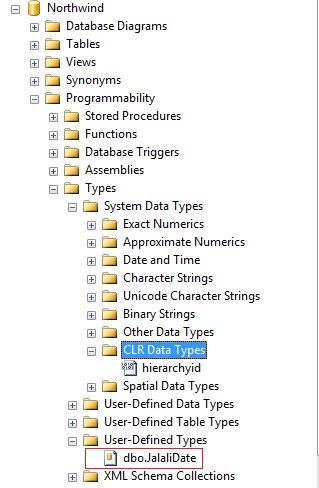 Northwind
Database Diagrams
Tables
Views
Synonyms
Programmability
Stored Procedures
Functions
Database Triggers
Assemblies
Types
System Data Types
Exact Numerics
Approximate Numerics
Date and Time
Character Strings
Unicode Character Strings
Binary Strings
Other Data Types
CLR Data Types
hierarchyid
Spatial Data Types
User-Defined Data Types
User-Defined Table Types
User-Defined Types
dbo.JalaliDate
XML Schema Collections